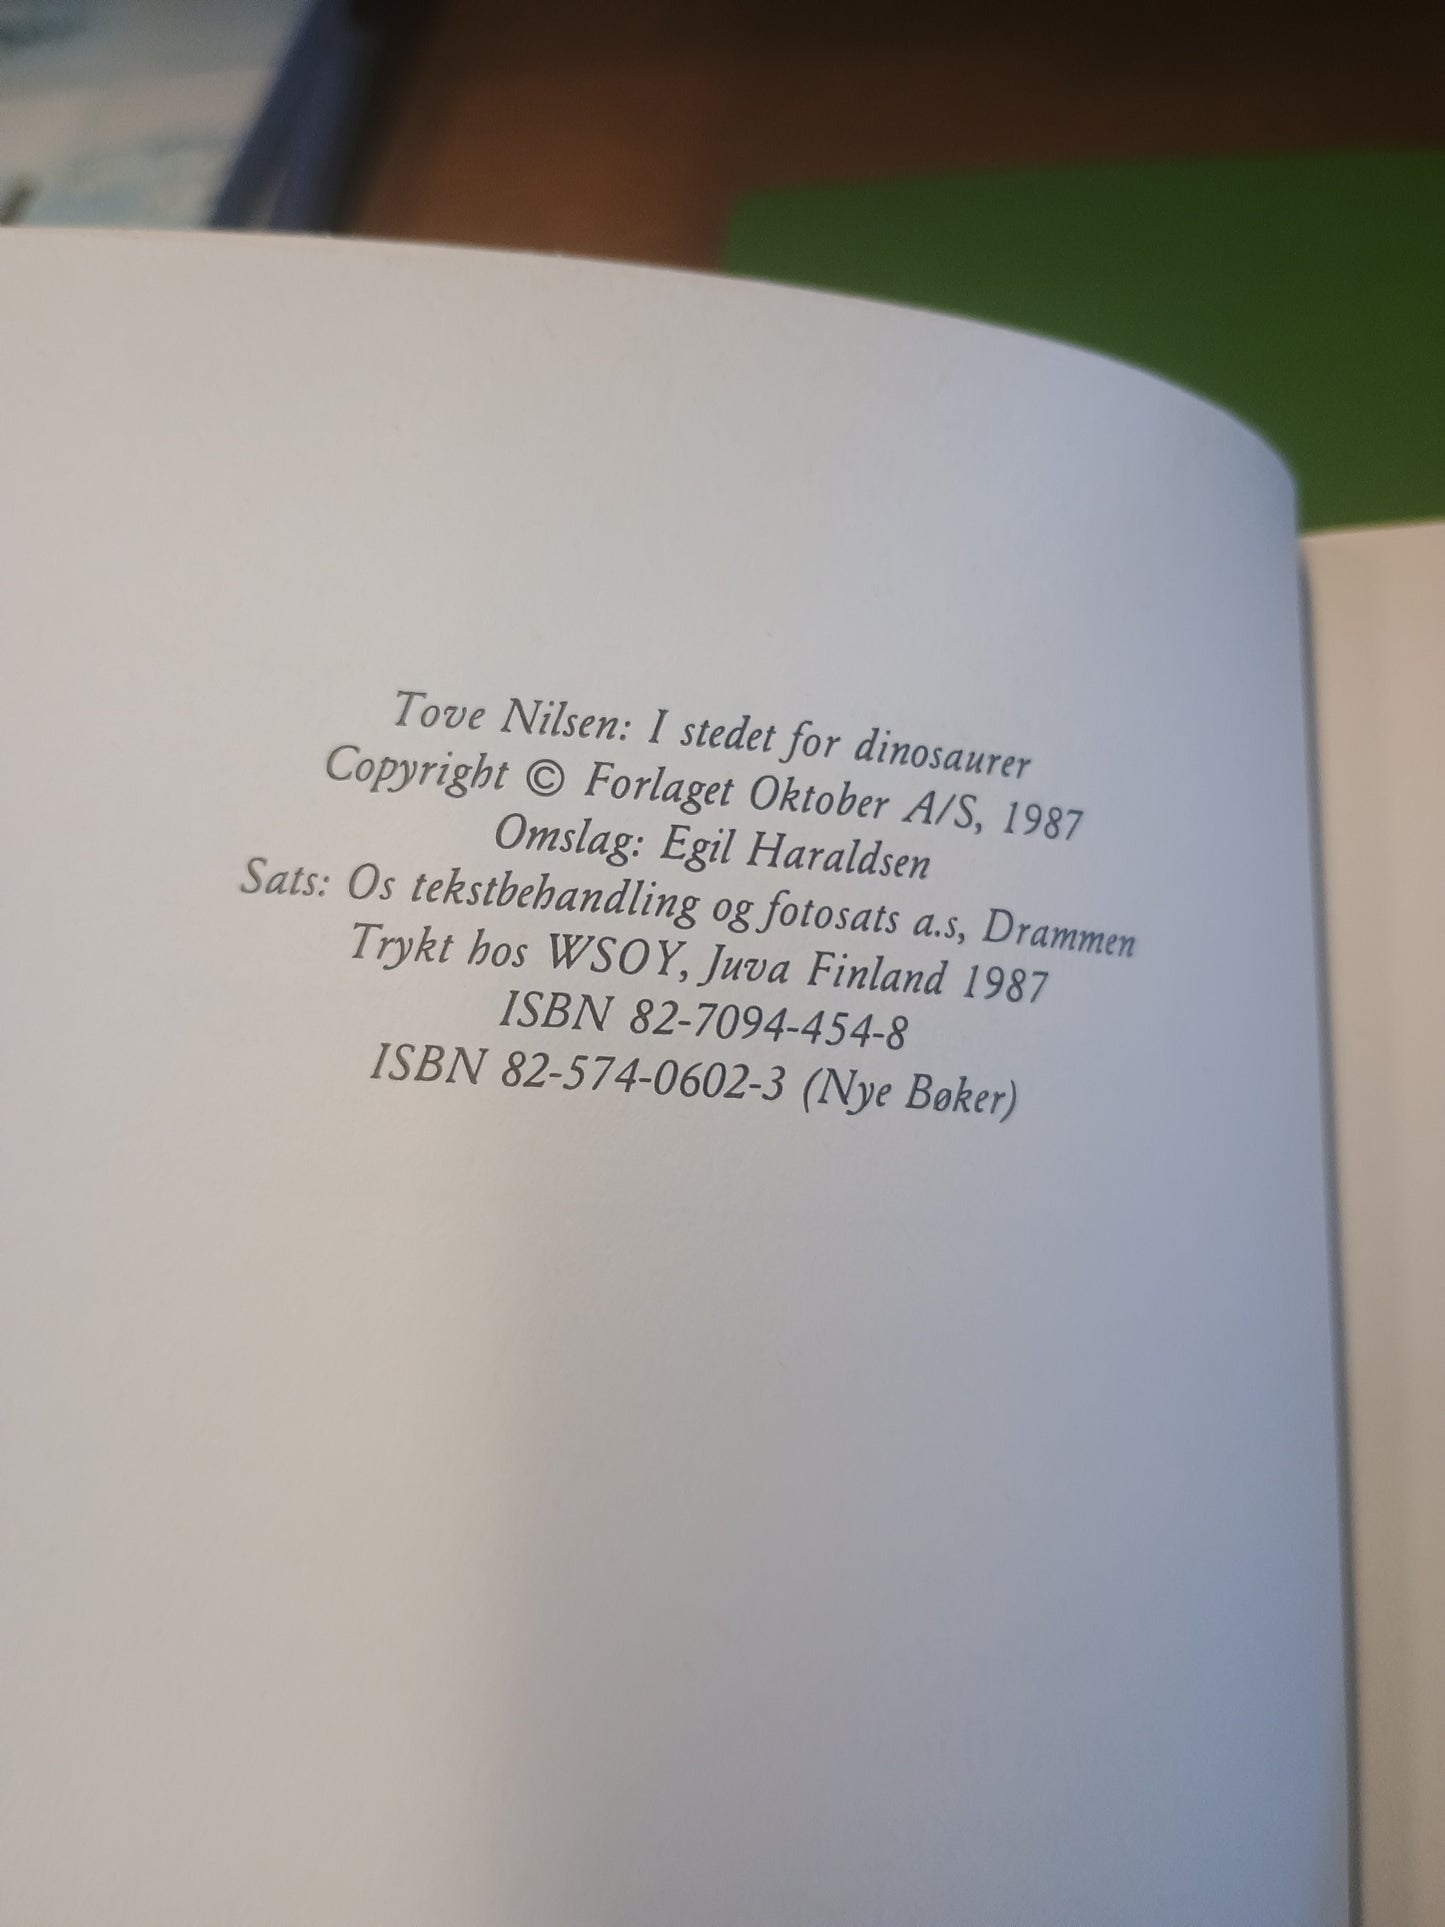 Tove Nilsen: I stedet for dinosaurer
Copyright © Forlaget Oktober A/S, 1987
Omslag: Egil Haraldsen
Sats: Os tekstbehandling og fotosats a.s, Drammen
Trykt hos WSOY, Juva Finland 1987
ISBN 82-7094-454-8
ISBN 82-574-0602-3 (Nye Bøker)